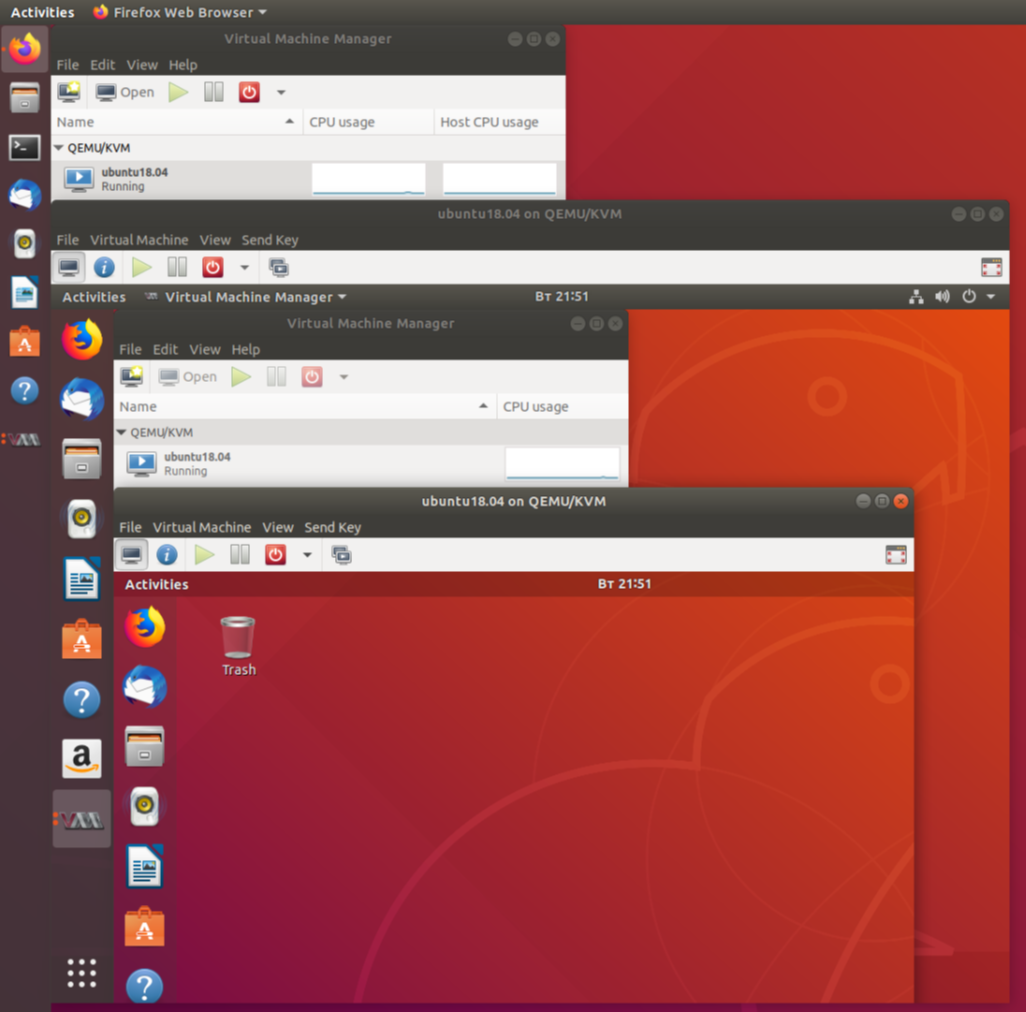 Activities Firefox Web Browser
Virtual Machine Manager
File Edit View Help
Open
Name CPU usage Host CPU usage
QEMU/KVM
ubuntu18.04
Running
ubuntu18.04 on QEMU/KVM
File Virtual Machine View Send Key
Activities Virtual Machine Manager Вт 21:51
Virtual Machine Manager
File Edit View Help
Open
Name CPU usage
QEMU/KVM
ubuntu18.04
Running
ubuntu18.04 on QEMU/KVM
File Virtual Machine View Send Key
Activities Вт 21:51
Trash